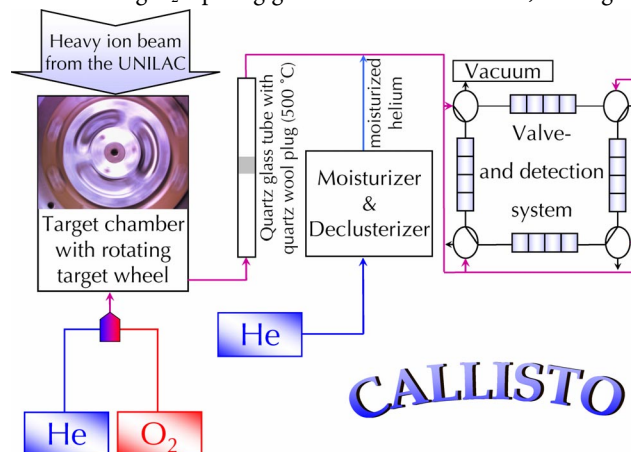 Heavy ion beam
from the UNILAC
Target chamber
with rotating
target wheel
He
O2
Quartz glass tube with
quartz wool plug (500 °C)
moisturized
helium
Moisturizer
&
Declusterizer
He
Vacuum
Valve-
and detection
system
CALLISTO